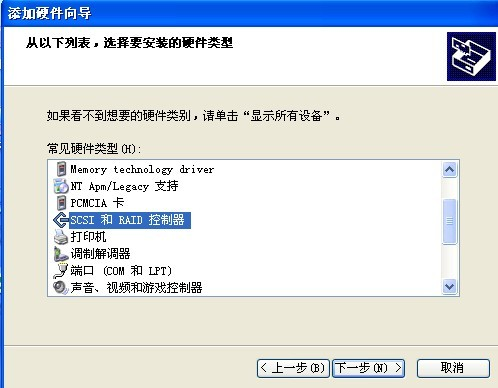 添加硬件向导
从以下列表，选择要安装的硬件类型
如果看不到想要的硬件类别，请单击“显示所有设备”。
常见硬件类型(H):
Memory technology driver
NT Apm/Legacy 支持
PCMCIA 卡
SCSI 和 RAID 控制器
打印机
调制解调器
端口 (COM 和 LPT)
声音、视频和游戏控制器
< 上一步(B) 下一步(N) > 取消